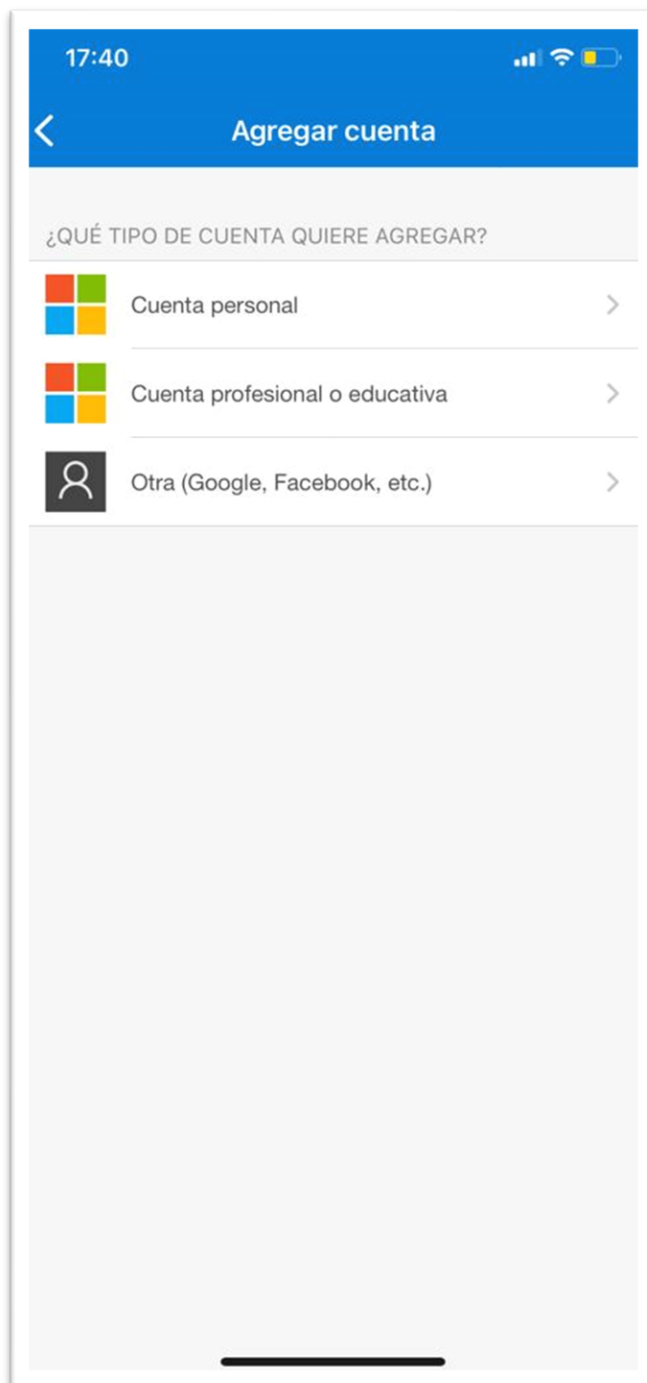 17:40
Agregar cuenta
¿QUÉ TIPO DE CUENTA QUIERE AGREGAR?
Cuenta personal
Cuenta profesional o educativa
Otra (Google, Facebook, etc.)